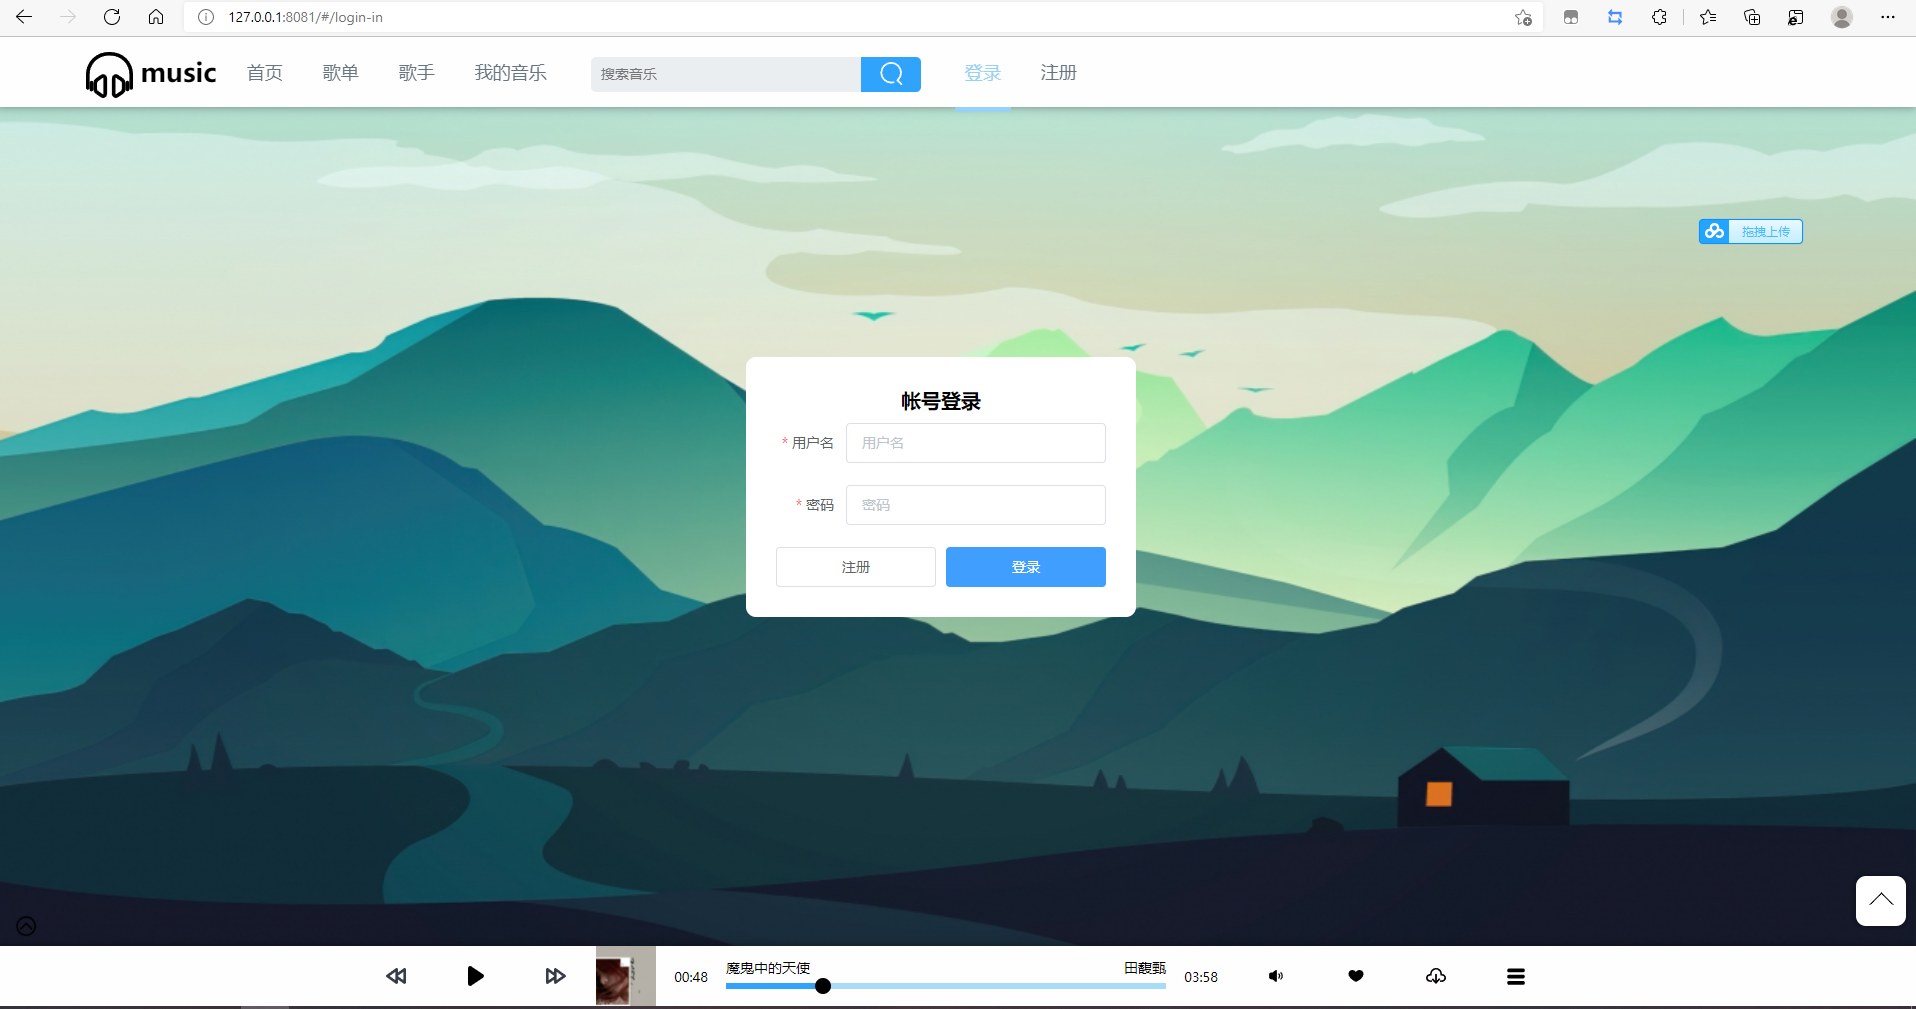 127.0.0.1:8081/#/login-in
music 首页 歌单 歌手 我的音乐 搜索音乐 登录 注册
拖拽上传
帐号登录
* 用户名 用户名
* 密码 密码
注册 登录
00:48 魔鬼中的天使 田馥甄 03:58